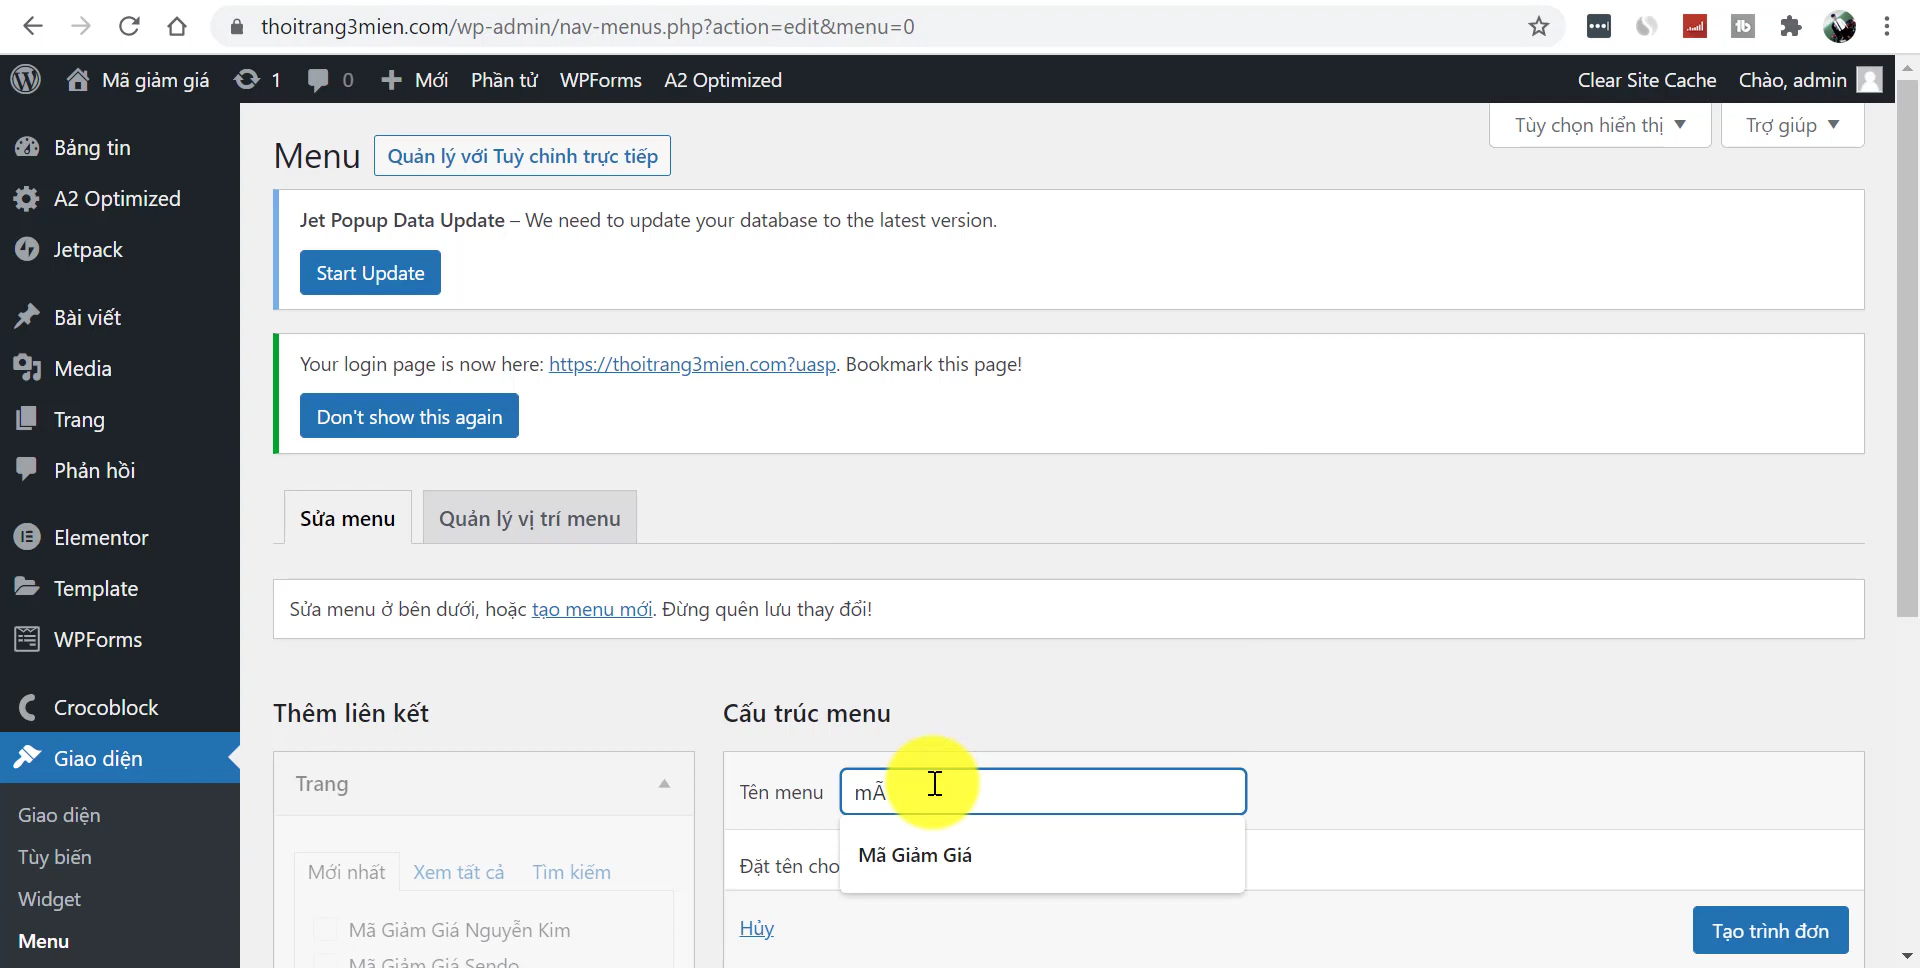 thoitrang3mien.com/wp-admin/nav-menus.php?action=edit&menu=0
Mã giảm giá 1 0 Mới Phần tử WPForms A2 Optimized Clear Site Cache Chào, admin
Tùy chọn hiển thị Trợ giúp
Bảng tin
A2 Optimized
Jetpack
Bài viết
Media
Trang
Phản hồi
Elementor
Template
WPForms
Crocoblock
Giao diện
Giao diện
Tùy biến
Widget
Menu
Menu Quản lý với Tuỳ chỉnh trực tiếp
Jet Popup Data Update – We need to update your database to the latest version.
Start Update
Your login page is now here: https://thoitrang3mien.com?uasp. Bookmark this page!
Don't show this again
Sửa menu Quản lý vị trí menu
Sửa menu ở bên dưới, hoặc tạo menu mới. Đừng quên lưu thay đổi!
Thêm liên kết
Trang
Mới nhất Xem tất cả Tìm kiếm
Mã Giảm Giá Nguyễn Kim
Mã Giảm Giá Sendo
Cấu trúc menu
Tên menu mÃ
Mã Giảm Giá
Đặt tên cho
Hủy Tạo trình đơn